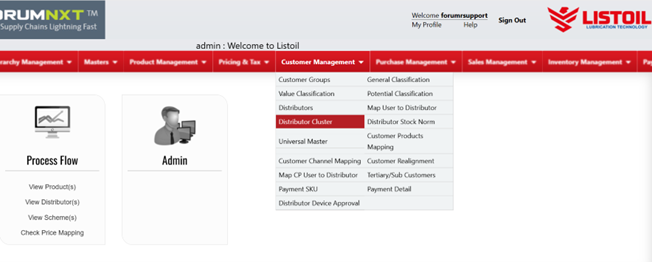 ORUMNXT™
Supply Chains Lightning Fast
Welcome forumrsupport
My Profile Help
Sign Out
LISTOIL
LUBRICATION TECHNOLOGY
admin : Welcome to Listoil
rarchy Management Masters Product Management Pricing & Tax Customer Management Purchase Management Sales Management Inventory Management Pay
Customer Groups General Classification
Value Classification Potential Classification
Distributors Map User to Distributor
Distributor Cluster Distributor Stock Norm
Universal Master Customer Products
Mapping
Customer Channel Mapping Customer Realignment
Map CP User to Distributor Tertiary/Sub Customers
Payment SKU Payment Detail
Distributor Device Approval
Process Flow
View Product(s)
View Distributor(s)
View Scheme(s)
Check Price Mapping
Admin